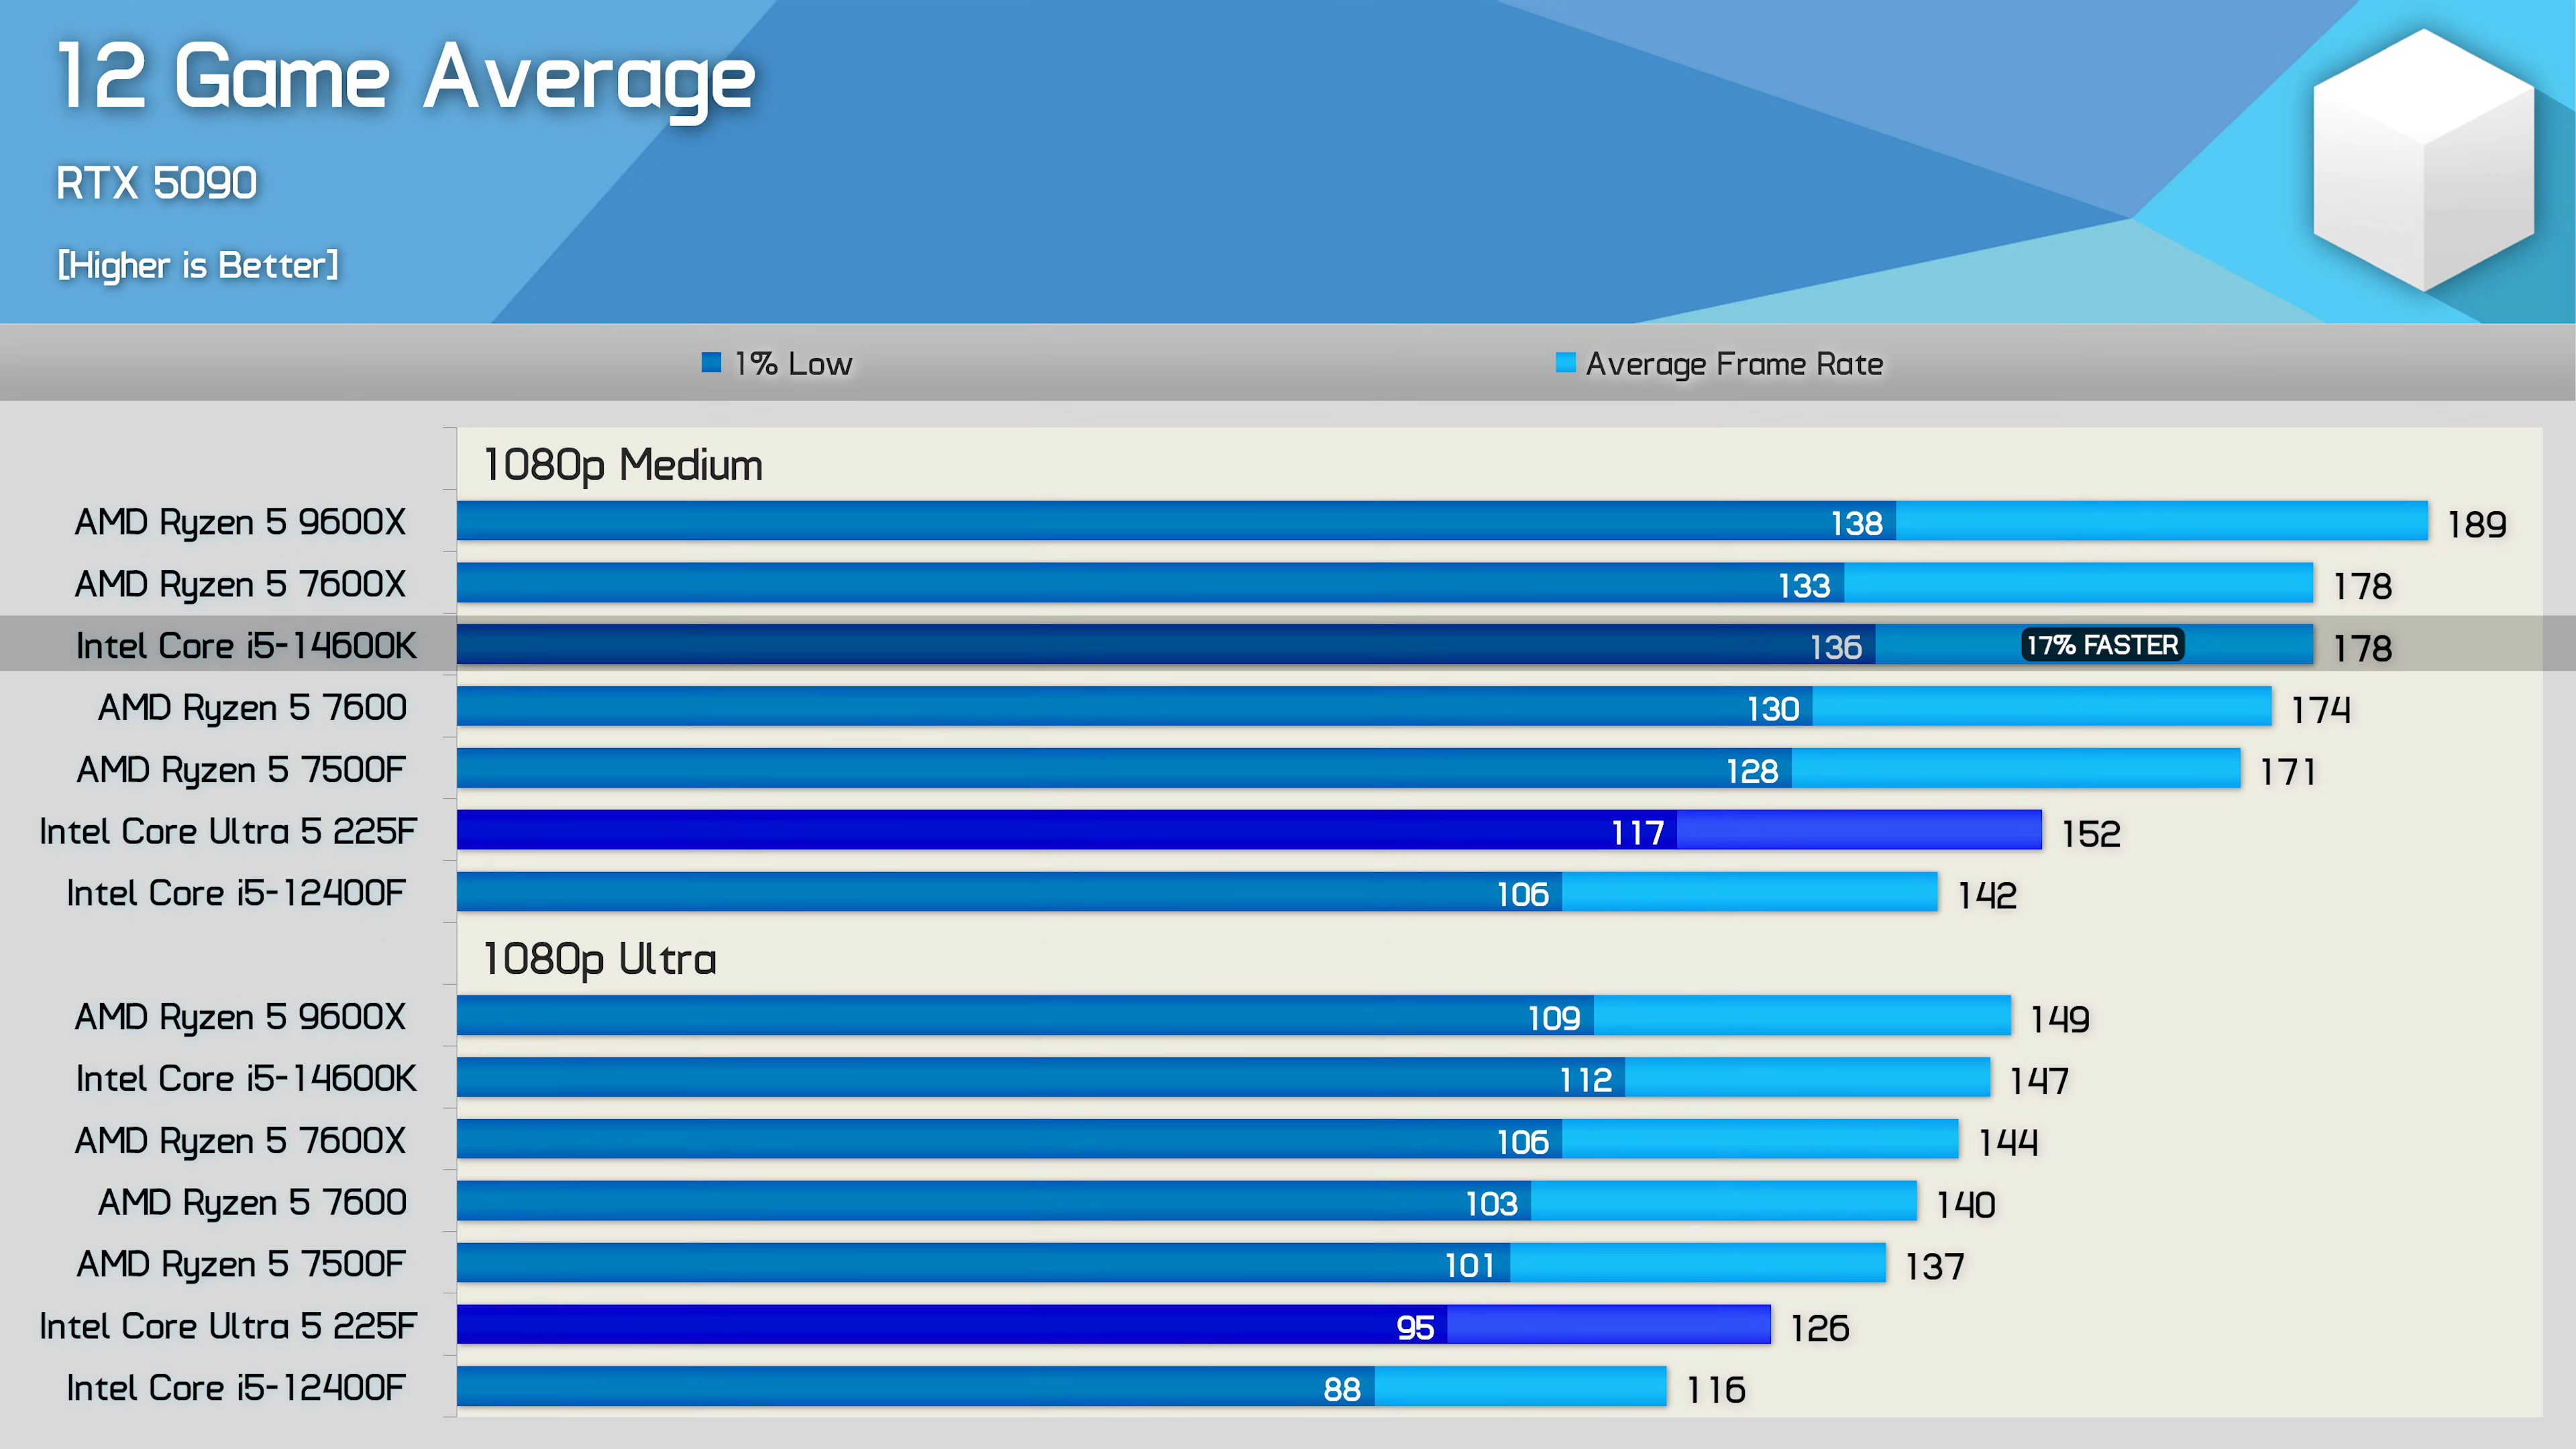 12 Game Average
RTX 5090
[Higher is Better]
1% Low
Average Frame Rate
1080p Medium
AMD Ryzen 5 9600X 138 189
AMD Ryzen 5 7600X 133 178
Intel Core i5-14600K 136 17% FASTER 178
AMD Ryzen 5 7600 130 174
AMD Ryzen 5 7500F 128 171
Intel Core Ultra 5 225F 117 152
Intel Core i5-12400F 106 142
1080p Ultra
AMD Ryzen 5 9600X 109 149
Intel Core i5-14600K 112 147
AMD Ryzen 5 7600X 106 144
AMD Ryzen 5 7600 103 140
AMD Ryzen 5 7500F 101 137
Intel Core Ultra 5 225F 95 126
Intel Core i5-12400F 88 116